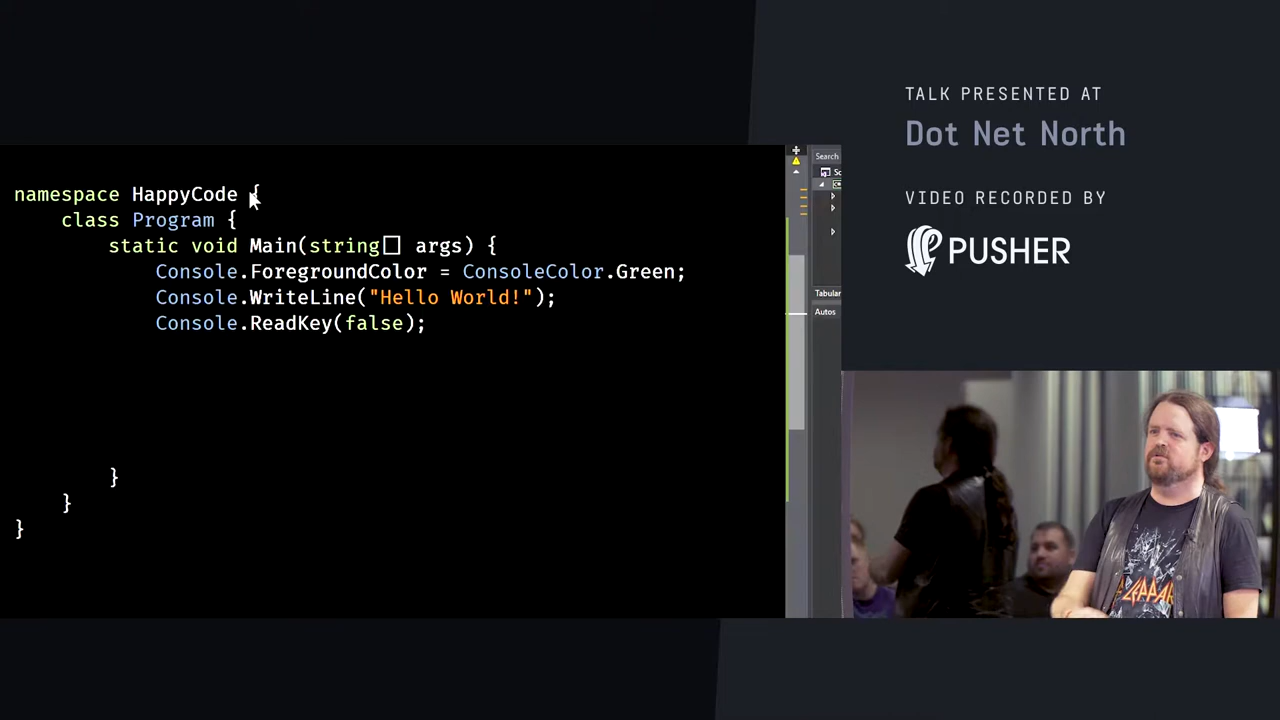 TALK PRESENTED AT
Dot Net North
VIDEO RECORDED BY
PUSHER
namespace HappyCode {
class Program {
static void Main(string[] args) {
Console.ForegroundColor = ConsoleColor.Green;
Console.WriteLine("Hello World!");
Console.ReadKey(false);
}
}
}
Search
Tabular
Autos